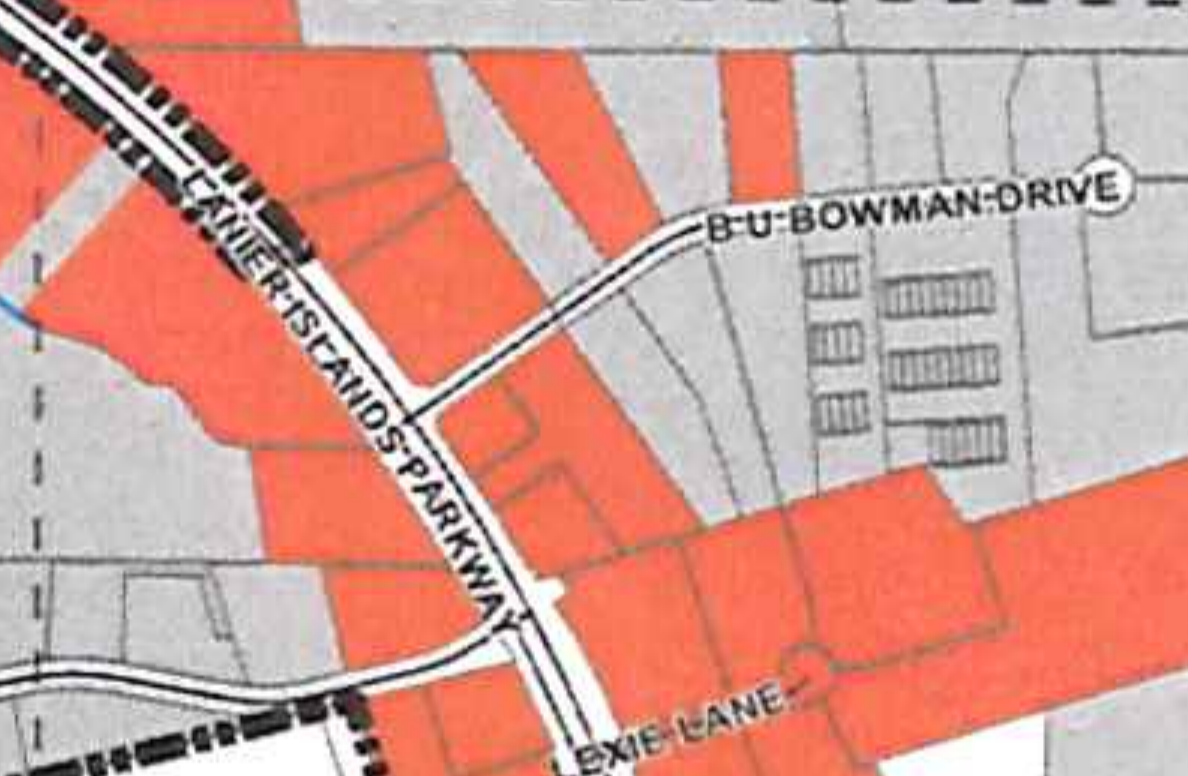 B U BOWMAN DRIVE
LANIER ISLANDS PARKWAY
LEXIE LANE